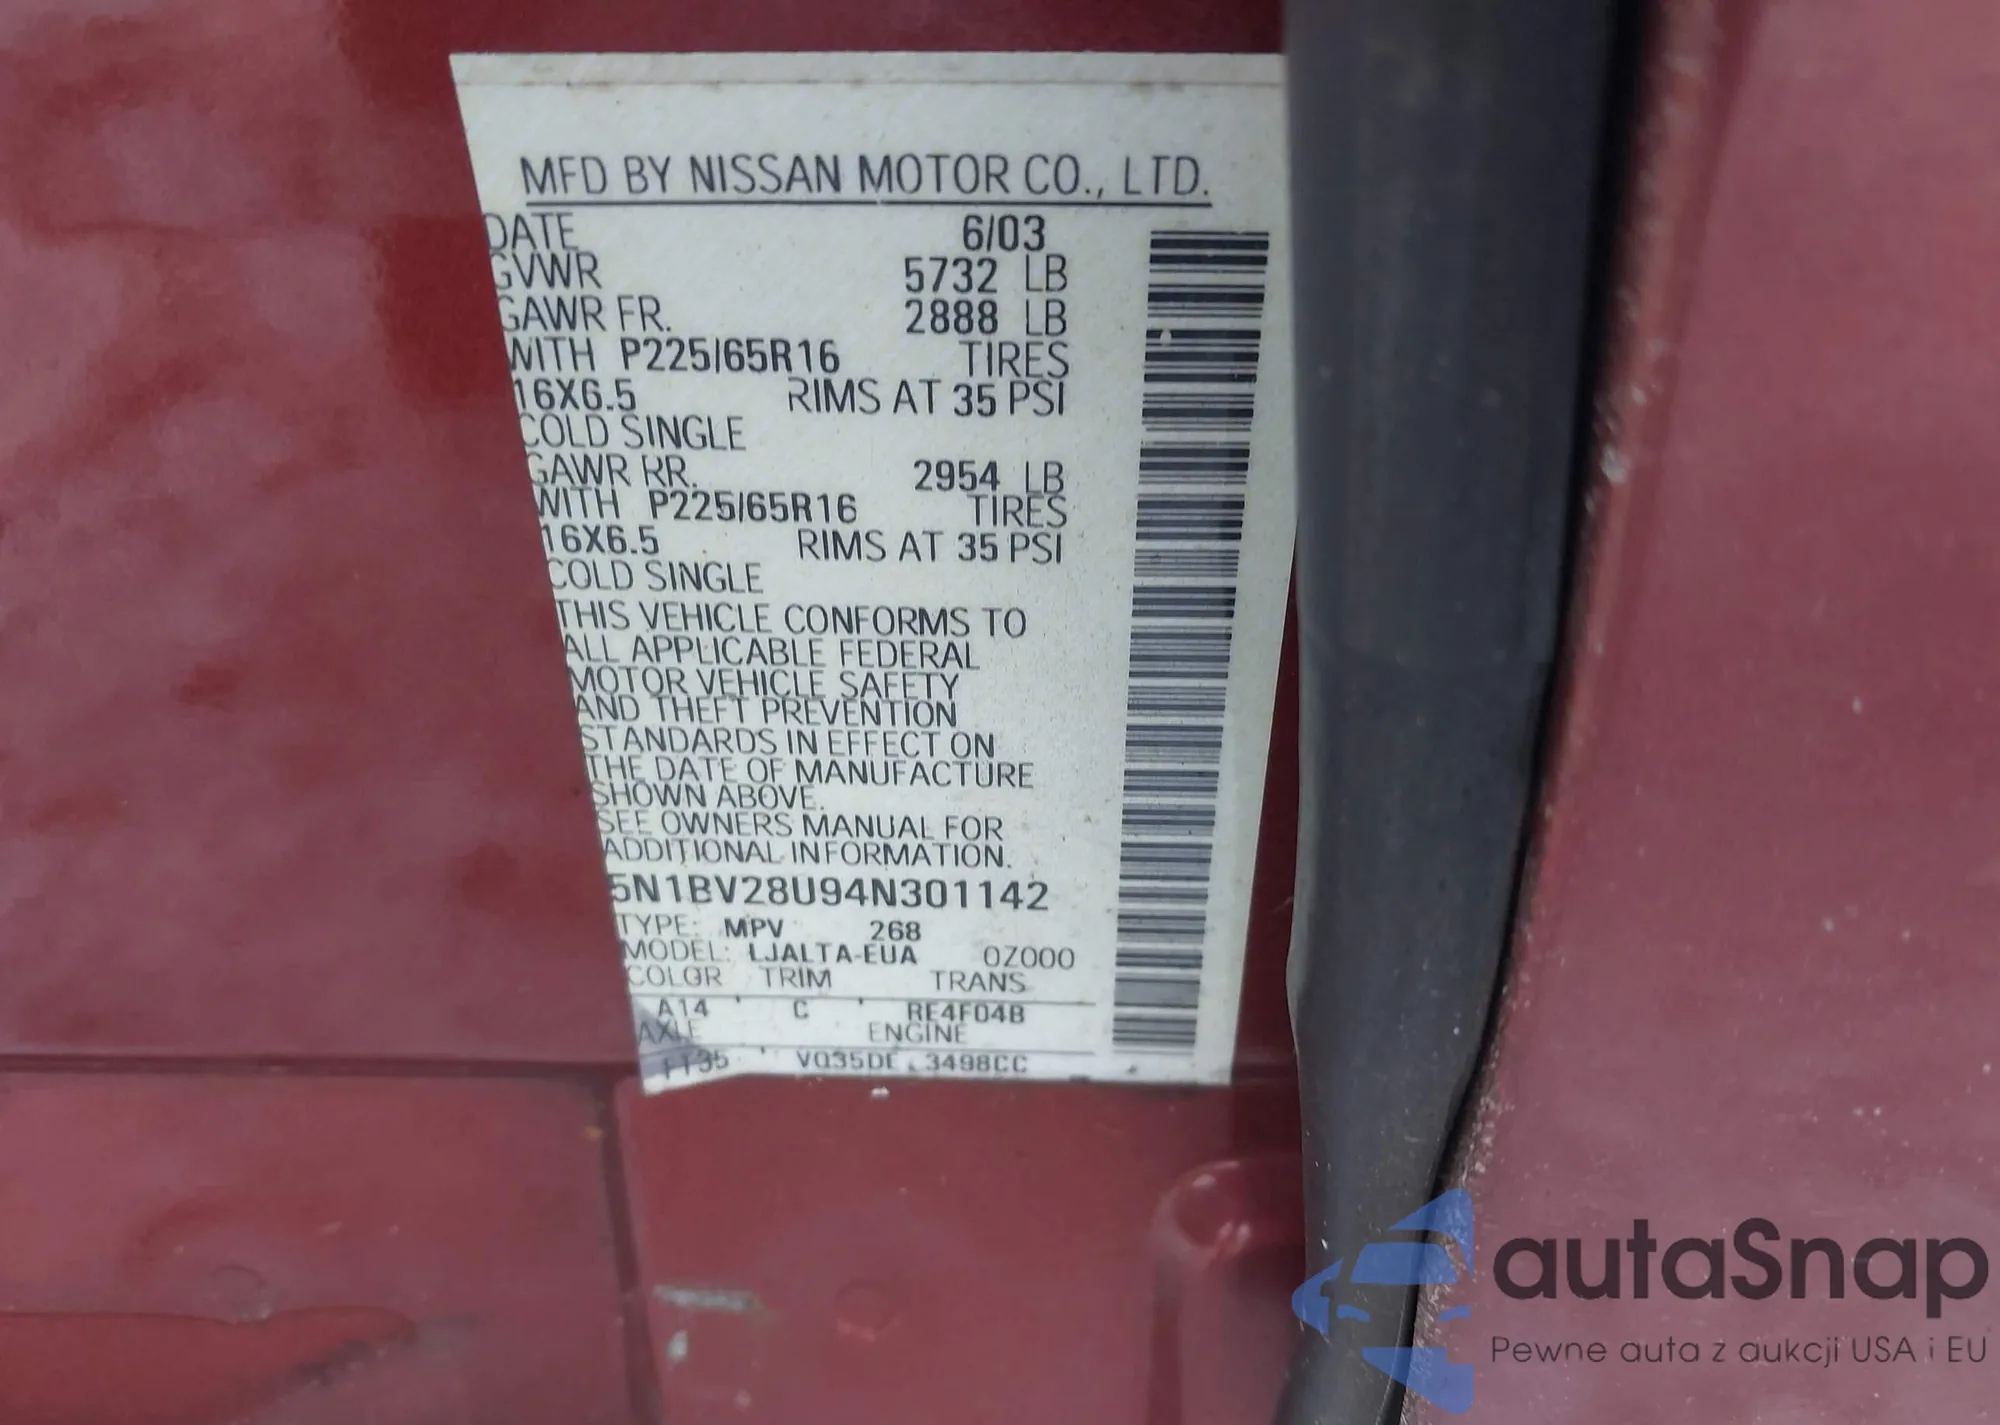 MFD BY NISSAN MOTOR CO., LTD.
DATE 6/03
GVWR 5732 LB
GAWR FR. 2888 LB
WITH P225/65R16 TIRES
16X6.5 RIMS AT 35 PSI
COLD SINGLE
GAWR RR. 2954 LB
WITH P225/65R16 TIRES
16X6.5 RIMS AT 35 PSI
COLD SINGLE
THIS VEHICLE CONFORMS TO
ALL APPLICABLE FEDERAL
MOTOR VEHICLE SAFETY
AND THEFT PREVENTION
STANDARDS IN EFFECT ON
THE DATE OF MANUFACTURE
SHOWN ABOVE.
SEE OWNERS MANUAL FOR
ADDITIONAL INFORMATION.
5N1BV28U94N301142
TYPE: MPV 268
MODEL: LJALTA-EUA 0Z000
COLOR TRIM TRANS
A14 C RE4F04B
AXLE ENGINE
FT35 VQ35DE 3498CC
autaSnap
Pewne auta z aukcji USA i EU